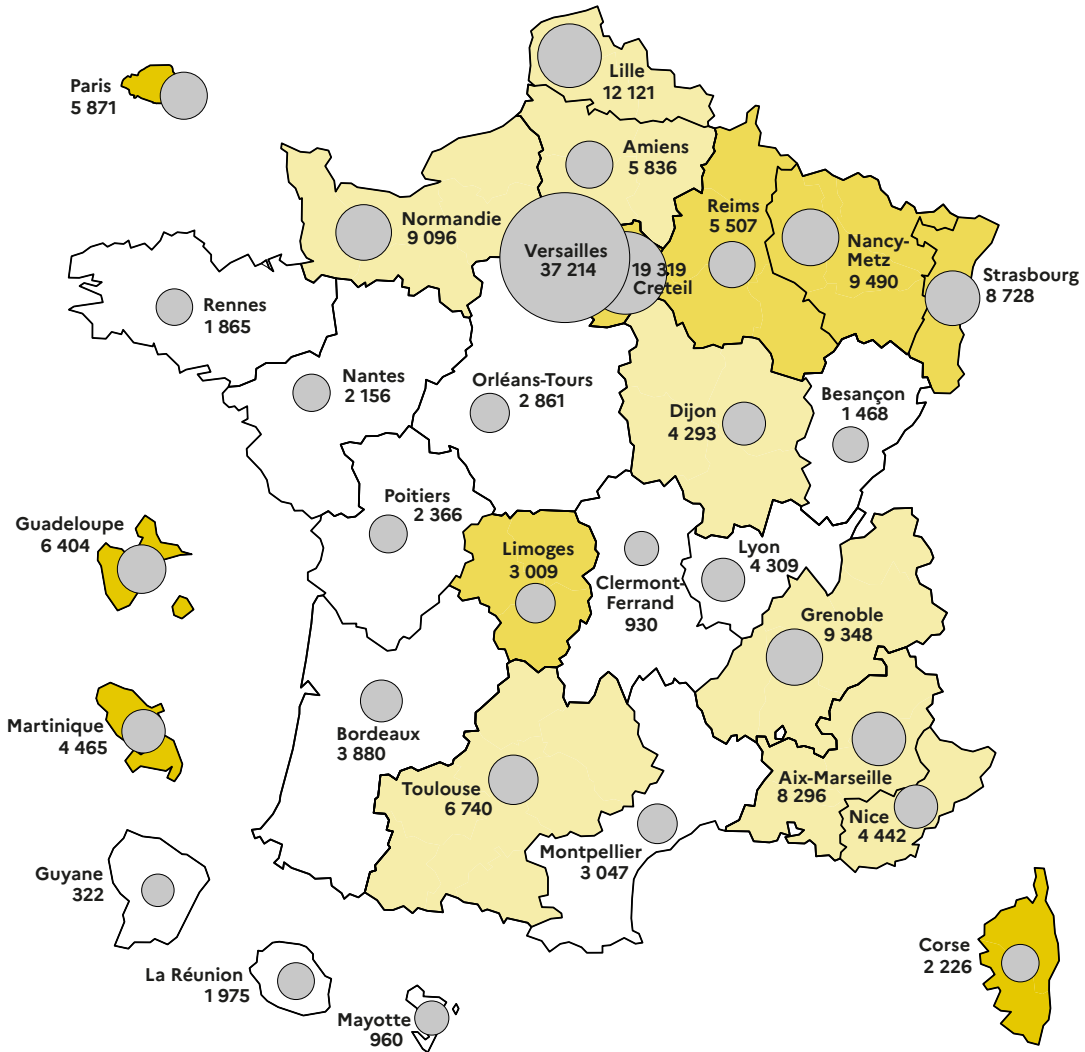 Lille
12 121
Paris
5 871
Amiens
5 836
Reims
5 507
Normandie
9 096
Versailles
37 214
19 319
Creteil
Nancy-
Metz
9 490
Strasbourg
8 728
Rennes
1 865
Nantes
2 156
Orléans-Tours
2 861
Dijon
4 293
Besançon
1 468
Poitiers
2 366
Guadeloupe
6 404
Limoges
3 009
Clermont-
Ferrand
930
Lyon
4 309
Grenoble
9 348
Martinique
4 465
Bordeaux
3 880
Toulouse
6 740
Aix-Marseille
8 296
Nice
4 442
Montpellier
3 047
Guyane
322
La Réunion
1 975
Mayotte
960
Corse
2 226